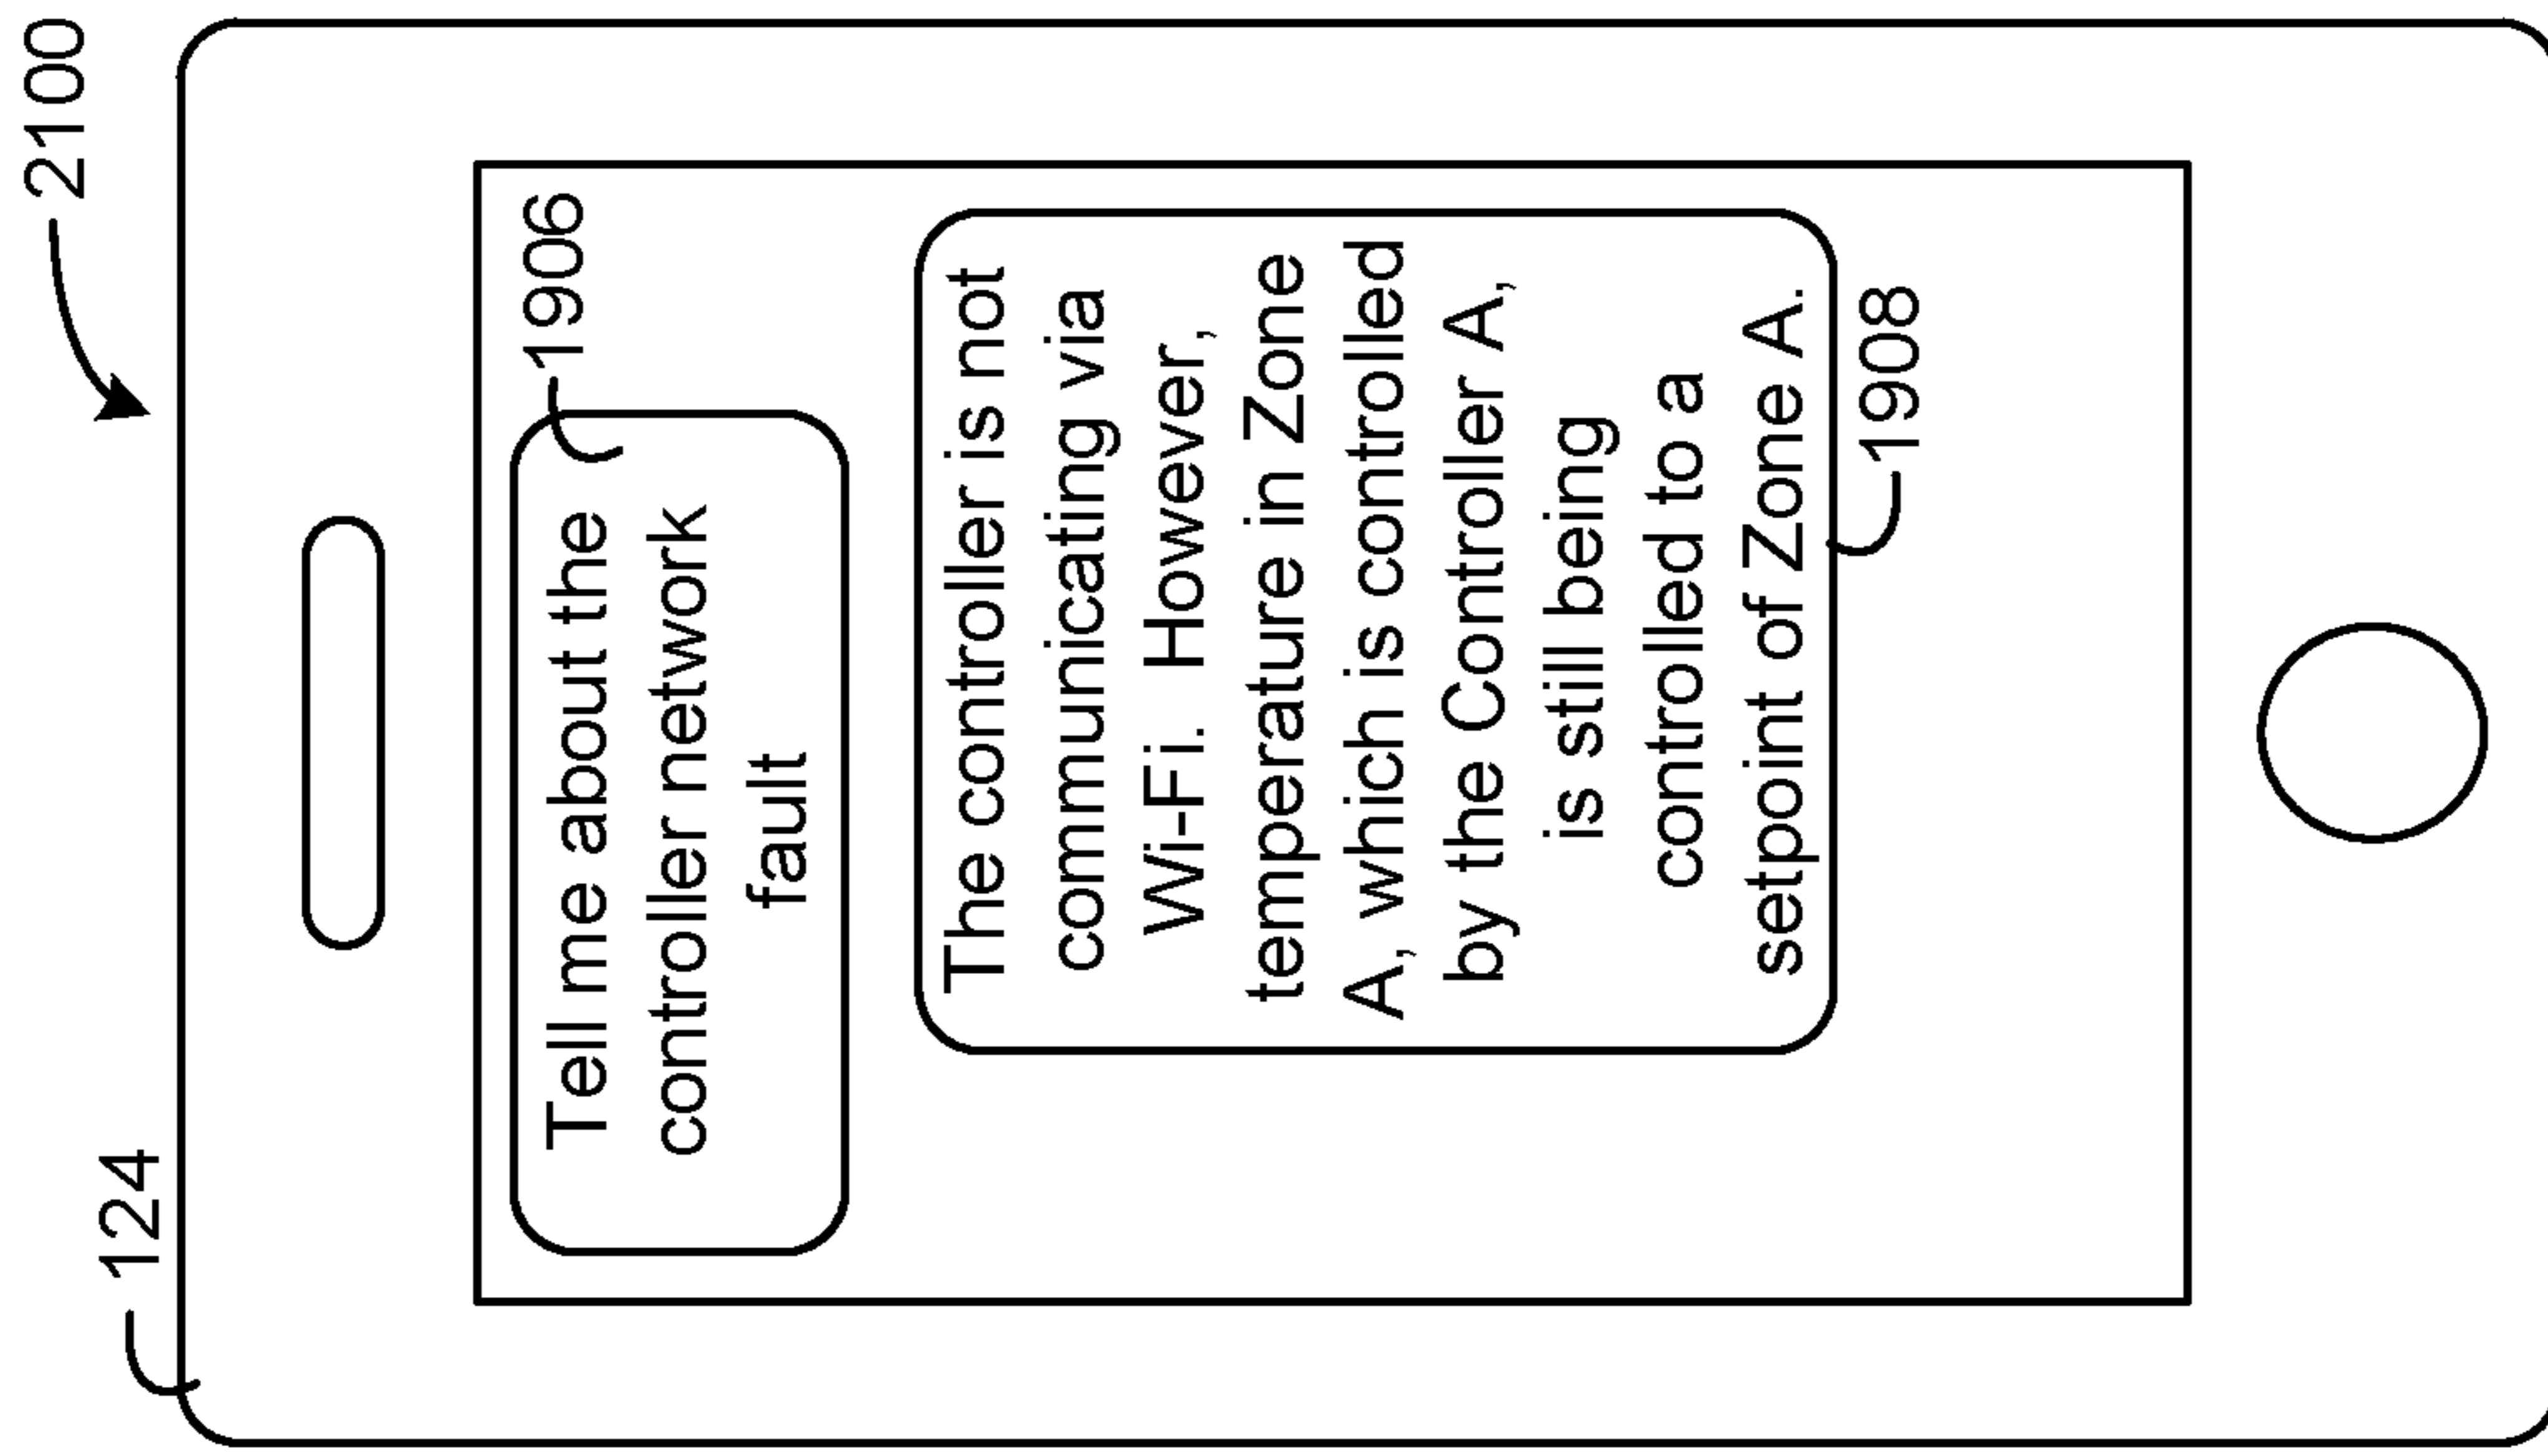 2100
124
1906
Tell me about the
controller network
fault
The controller is not
communicating via
Wi-Fi.  However,
temperature in Zone
A, which is controlled
by the Controller A,
is still being
controlled to a
setpoint of Zone A.
1908